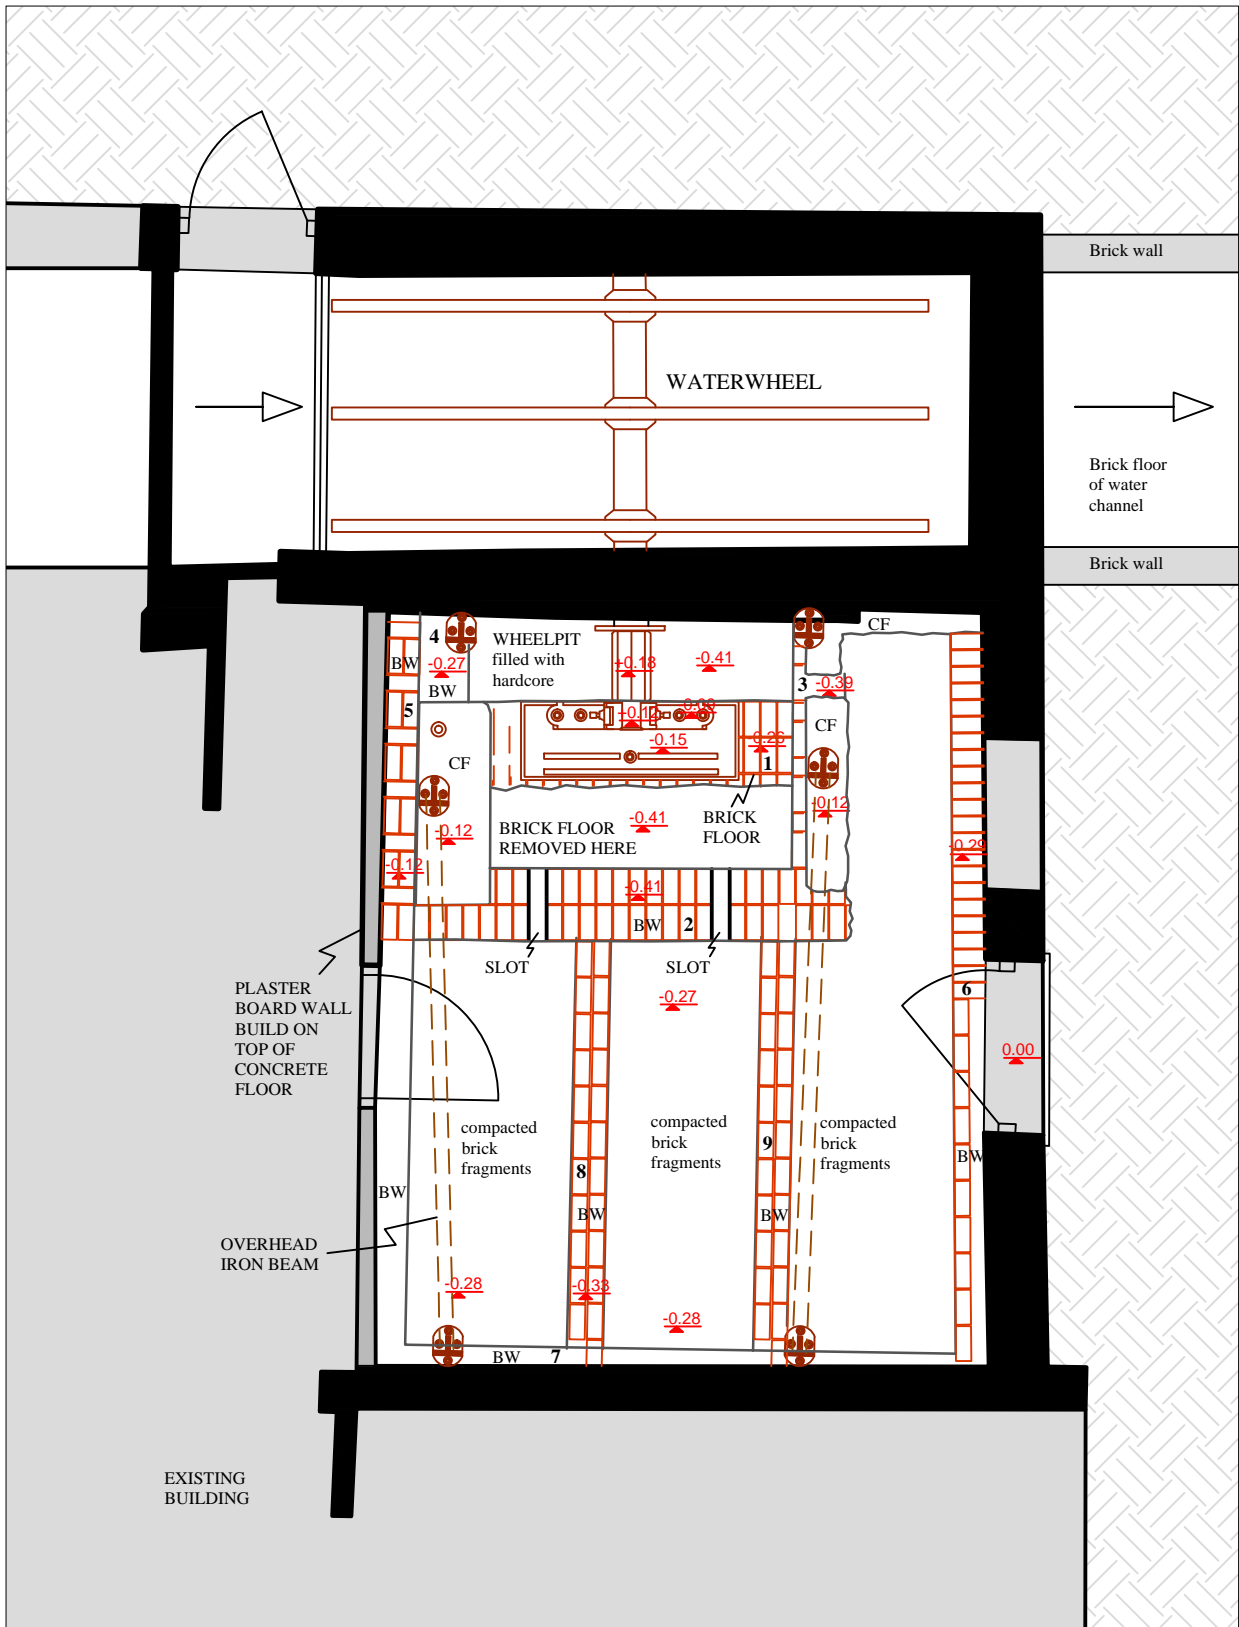 Brick wall
WATERWHEEL
Brick floor
of water
channel
Brick wall
CF
4
WHEELPIT
filled with
hardcore
BW
-0.27
BW
+0.18
-0.41
3
-0.39
5
+0.12
CF
-0.15
-0.26
1
CF
-0.12
BRICK FLOOR
REMOVED HERE
-0.41
BRICK
FLOOR
-0.12
-0.12
-0.29
-0.41
BW
2
SLOT
SLOT
PLASTER
BOARD WALL
BUILD ON
TOP OF
CONCRETE
FLOOR
-0.27
6
0.00
compacted
brick
fragments
compacted
brick
fragments
compacted
brick
fragments
9
8
BW
BW
BW
BW
OVERHEAD
IRON BEAM
-0.28
-0.33
-0.28
BW
7
EXISTING
BUILDING